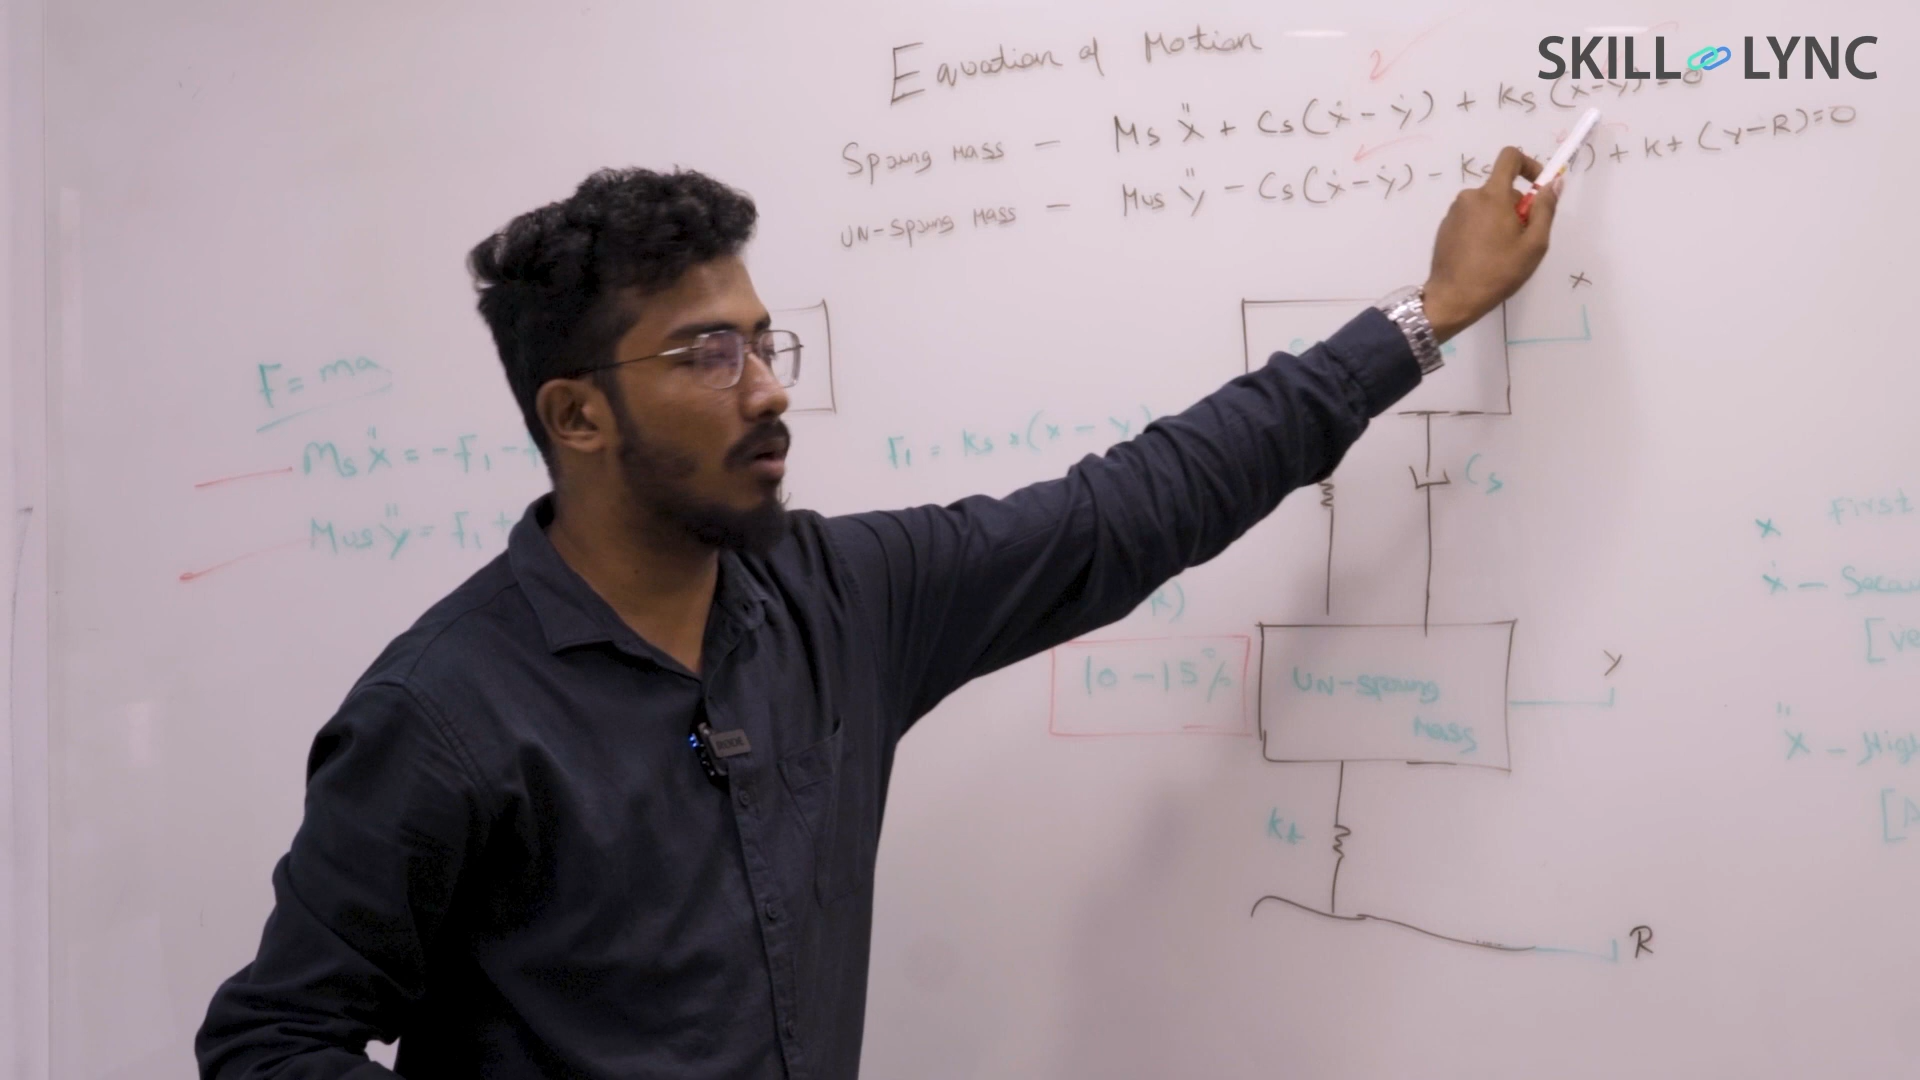 SKILL LYNC
Equation of Motion
Sprung Mass — Ms ẍ + Cs(ẋ - ẏ) + Ks(x-y) = 0
UN-Sprung Mass — Mus ÿ - Cs(ẋ-ẏ) - Ks + Kt (y-R)=0
2
x
F = ma
Ms ẍ = -F1 -
F1 = Ks *(x - y
Cs
Mus ÿ = F1 +
x First
ẋ -
[ve
R)
10-15%
UN-Sprung
Mass
y
ẍ - High
Kt
R